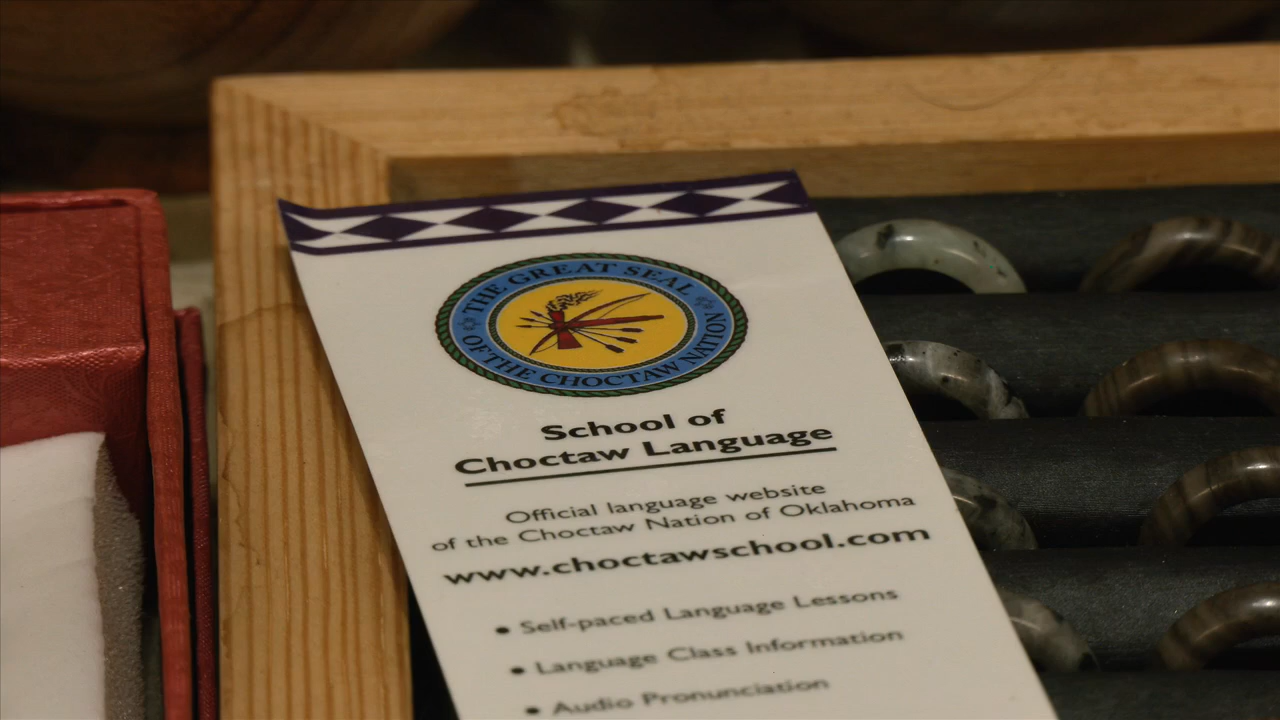 THE GREAT SEAL
OF THE CHOCTAW NATION
School of
Choctaw Language
Official language website
of the Choctaw Nation of Oklahoma
www.choctawschool.com
• Self-paced Language Lessons
• Language Class Information
• Audio Pronunciation